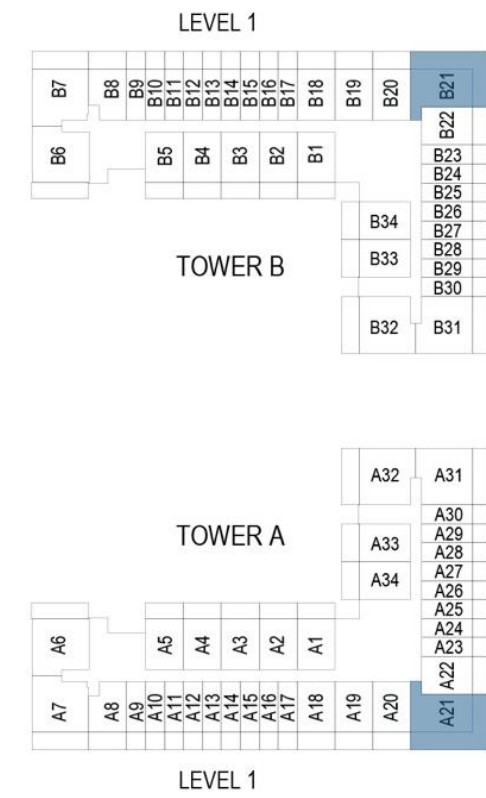 LEVEL 1
B7 B8 B9 B10 B11 B12 B13 B14 B15 B16 B17 B18 B19 B20 B21
B22
B6 B5 B4 B3 B2 B1
B23
B24
B25
B26
B34
B27
B28
B33
B29
B30
B32 B31
TOWER B
A32 A31
A30
A29
A33
A28
A27
A34
A26
A25
A24
A23
TOWER A
A6 A5 A4 A3 A2 A1
A22
A7 A8 A9 A10 A11 A12 A13 A14 A15 A16 A17 A18 A19 A20 A21
LEVEL 1